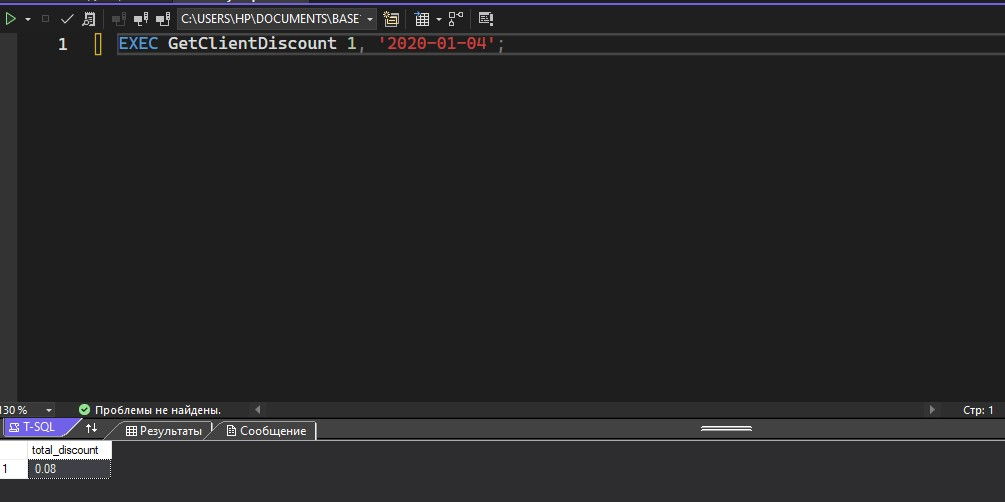 C:\USERS\HP\DOCUMENTS\BASE
1 EXEC GetClientDiscount 1, '2020-01-04';
130 % Проблемы не найдены. Стр: 1
T-SQL Результаты Сообщение
total_discount
1 0.08